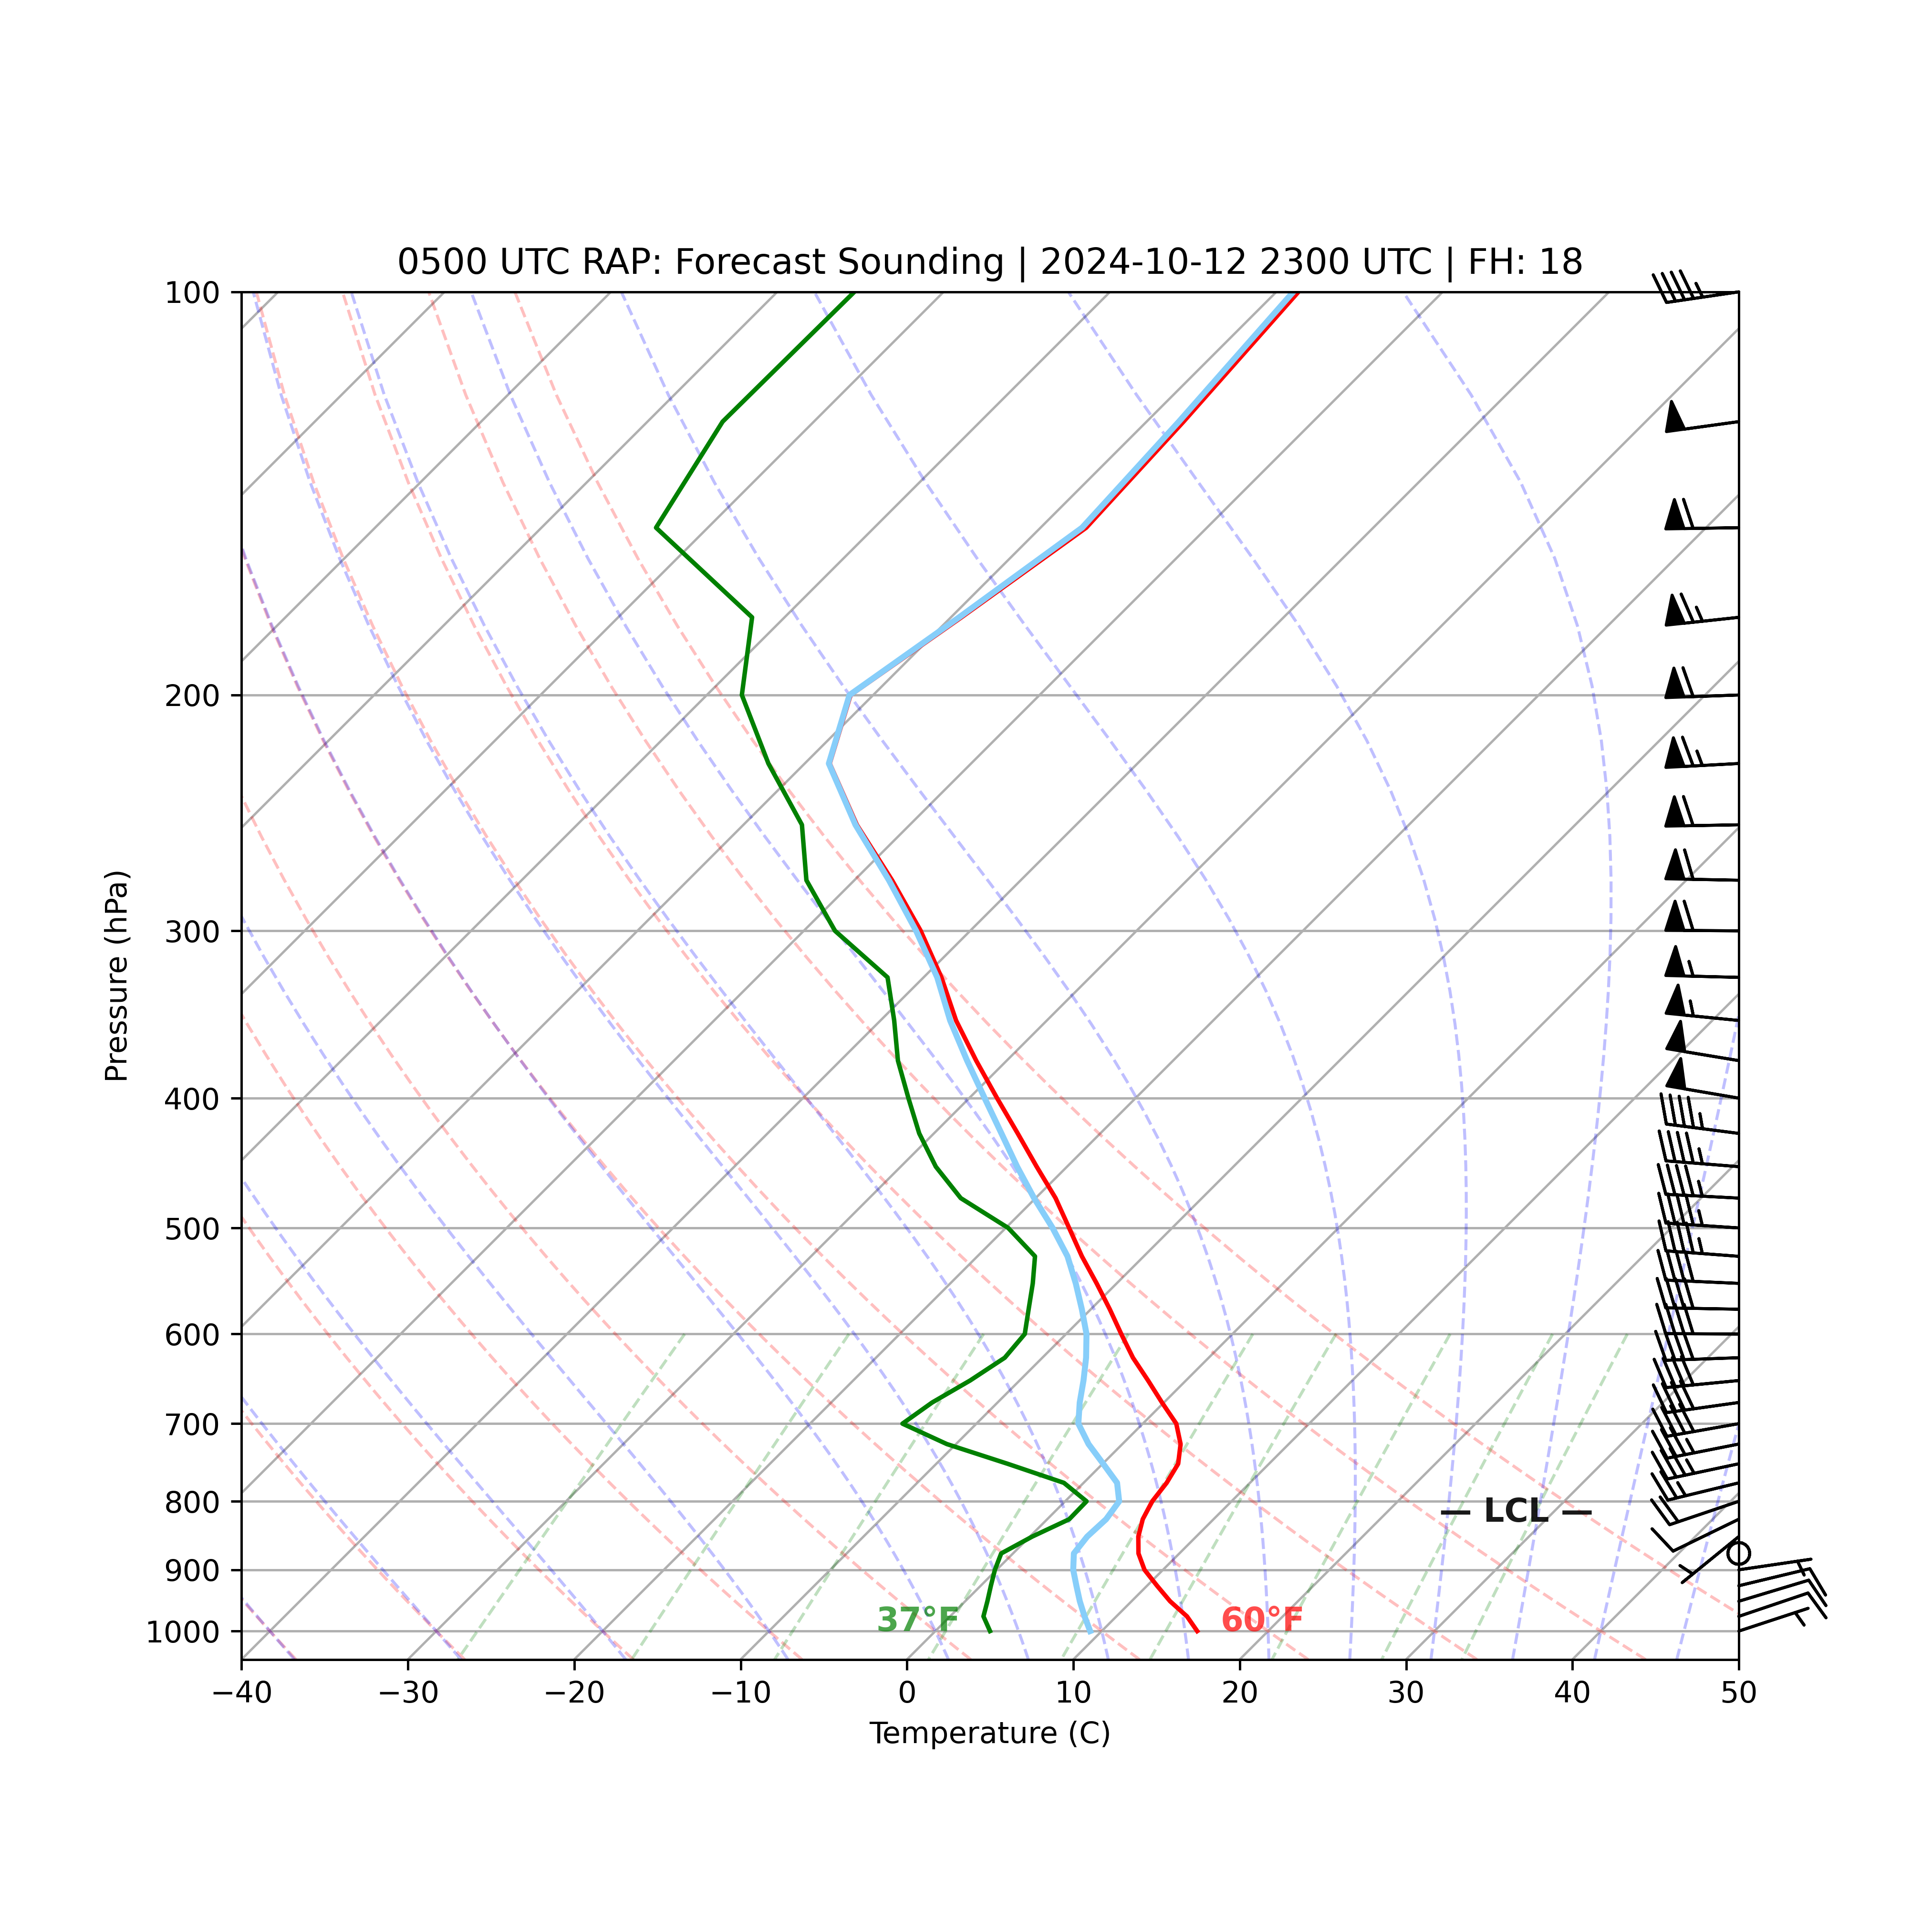 0500 UTC RAP: Forecast Sounding | 2024-10-12 2300 UTC | FH: 18
100
200
300
400
500
600
700
800
900
1000
Pressure (hPa)
— LCL —
37°F
60°F
−40 −30 −20 −10 0 10 20 30 40 50
Temperature (C)